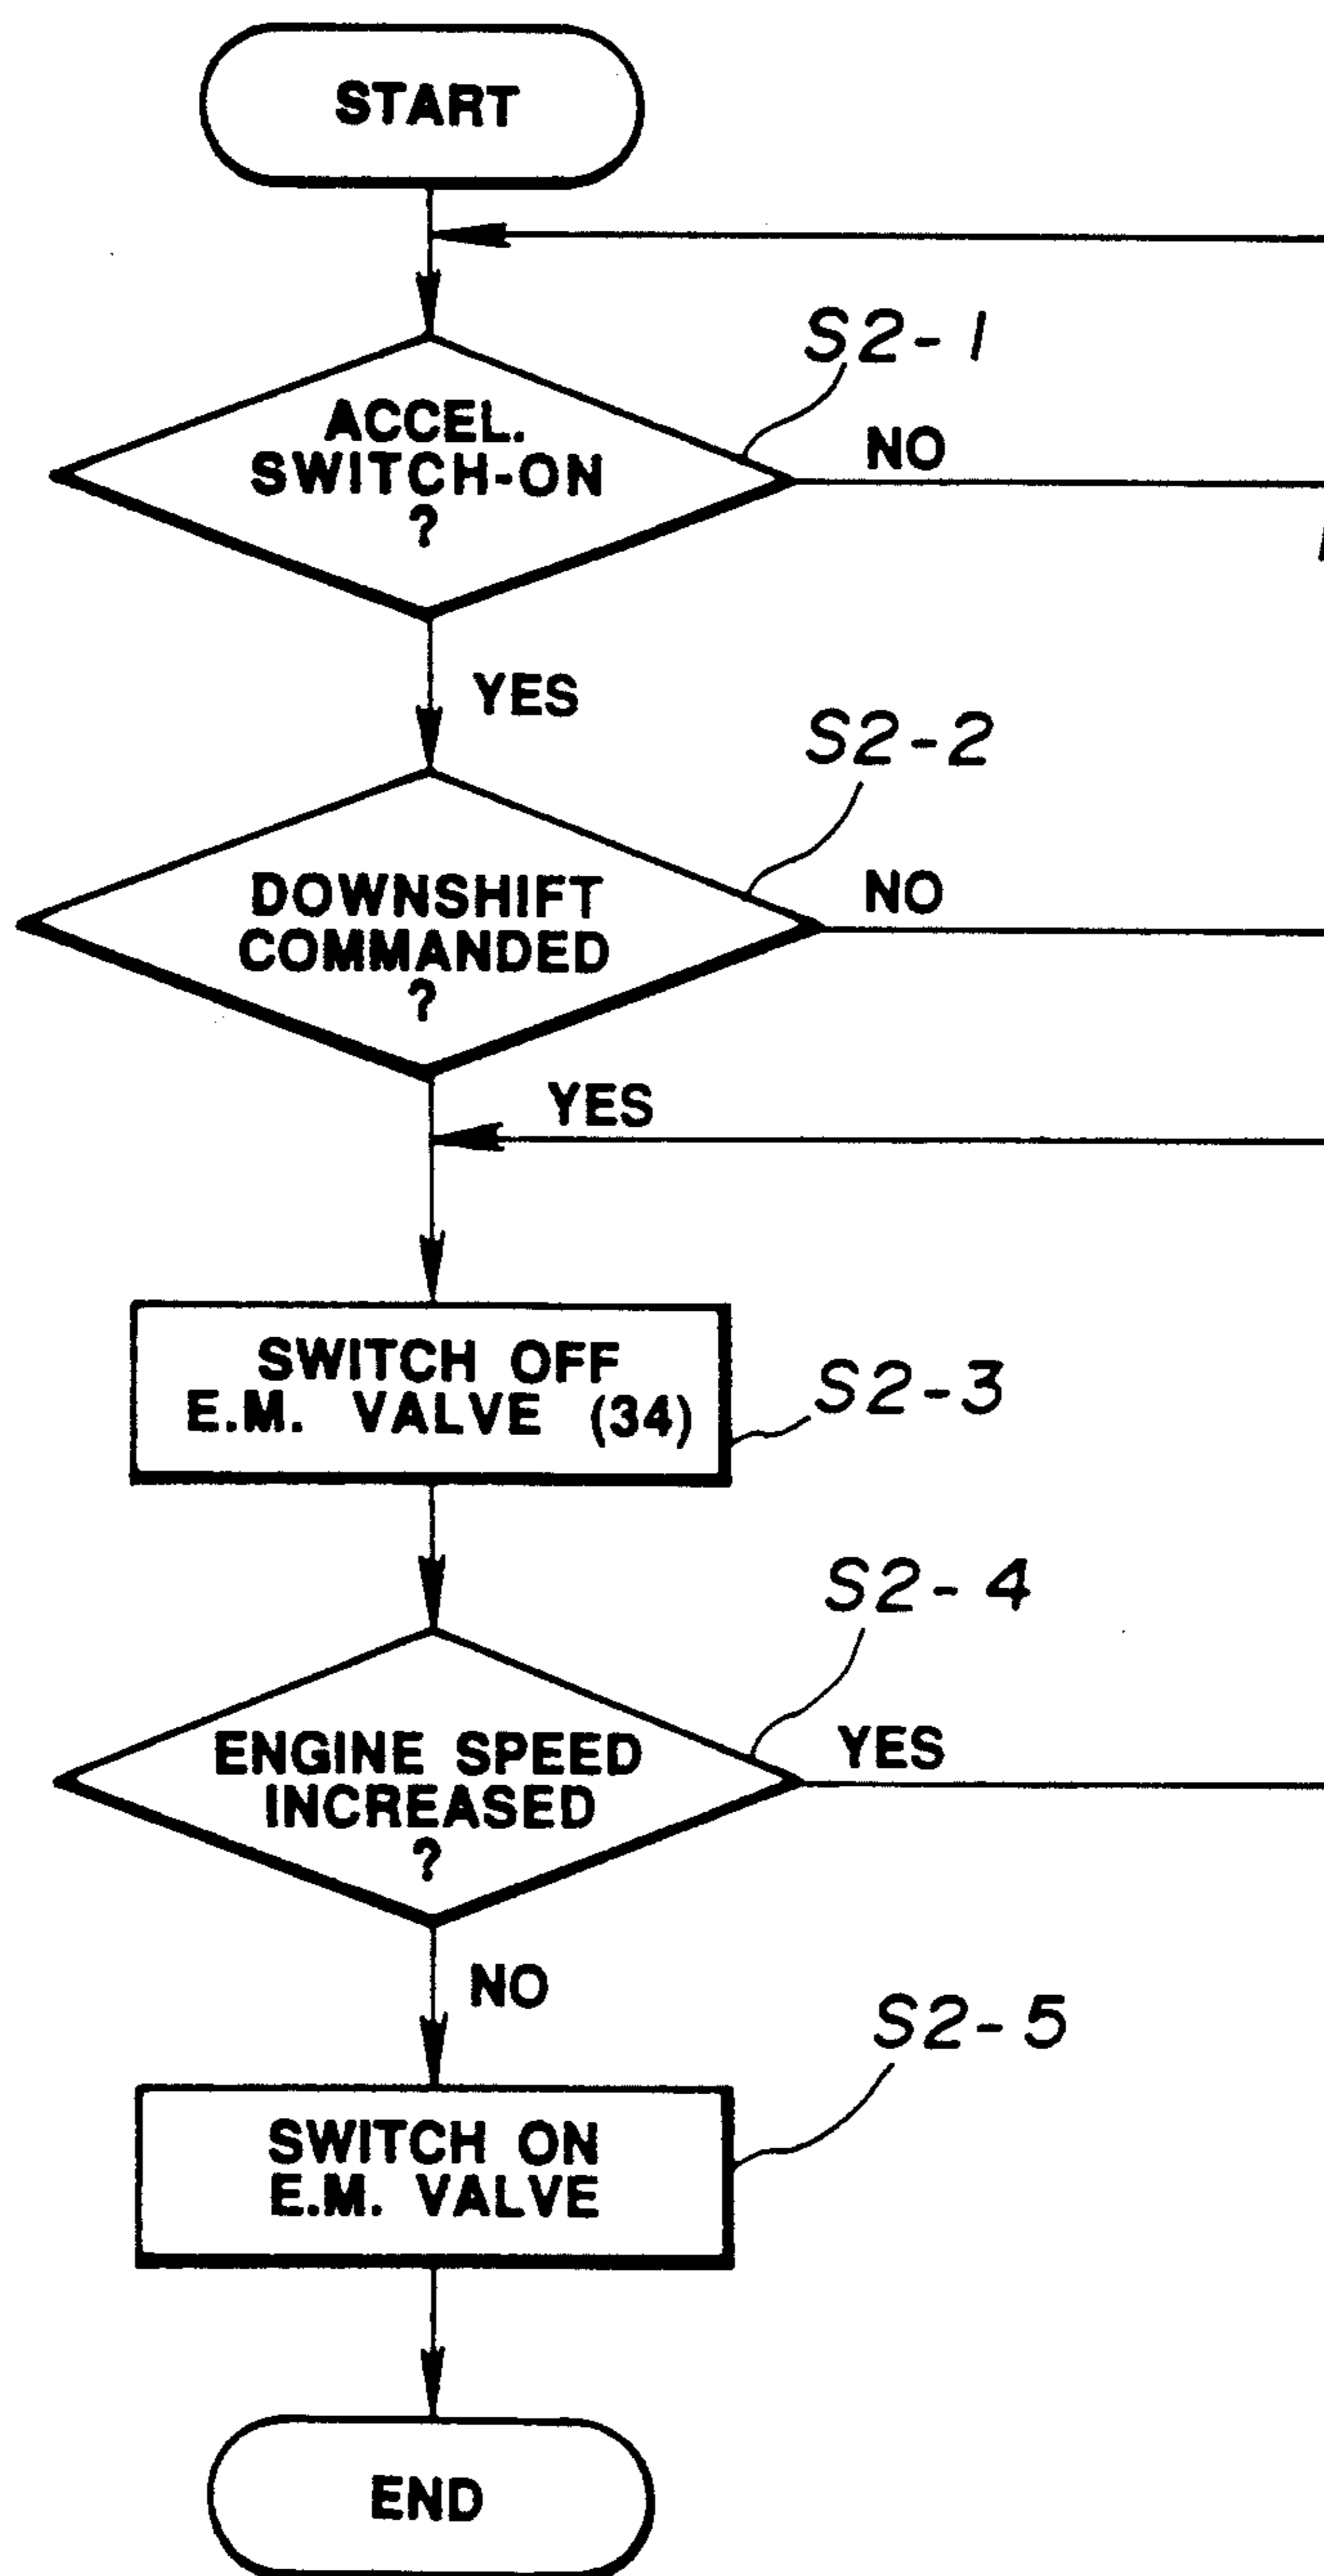 START
S2-1
ACCEL.
SWITCH-ON
?
NO
YES
S2-2
DOWNSHIFT
COMMANDED
?
NO
YES
SWITCH OFF
E.M. VALVE (34)
S2-3
S2-4
ENGINE SPEED
INCREASED
?
YES
NO
S2-5
SWITCH ON
E.M. VALVE
END